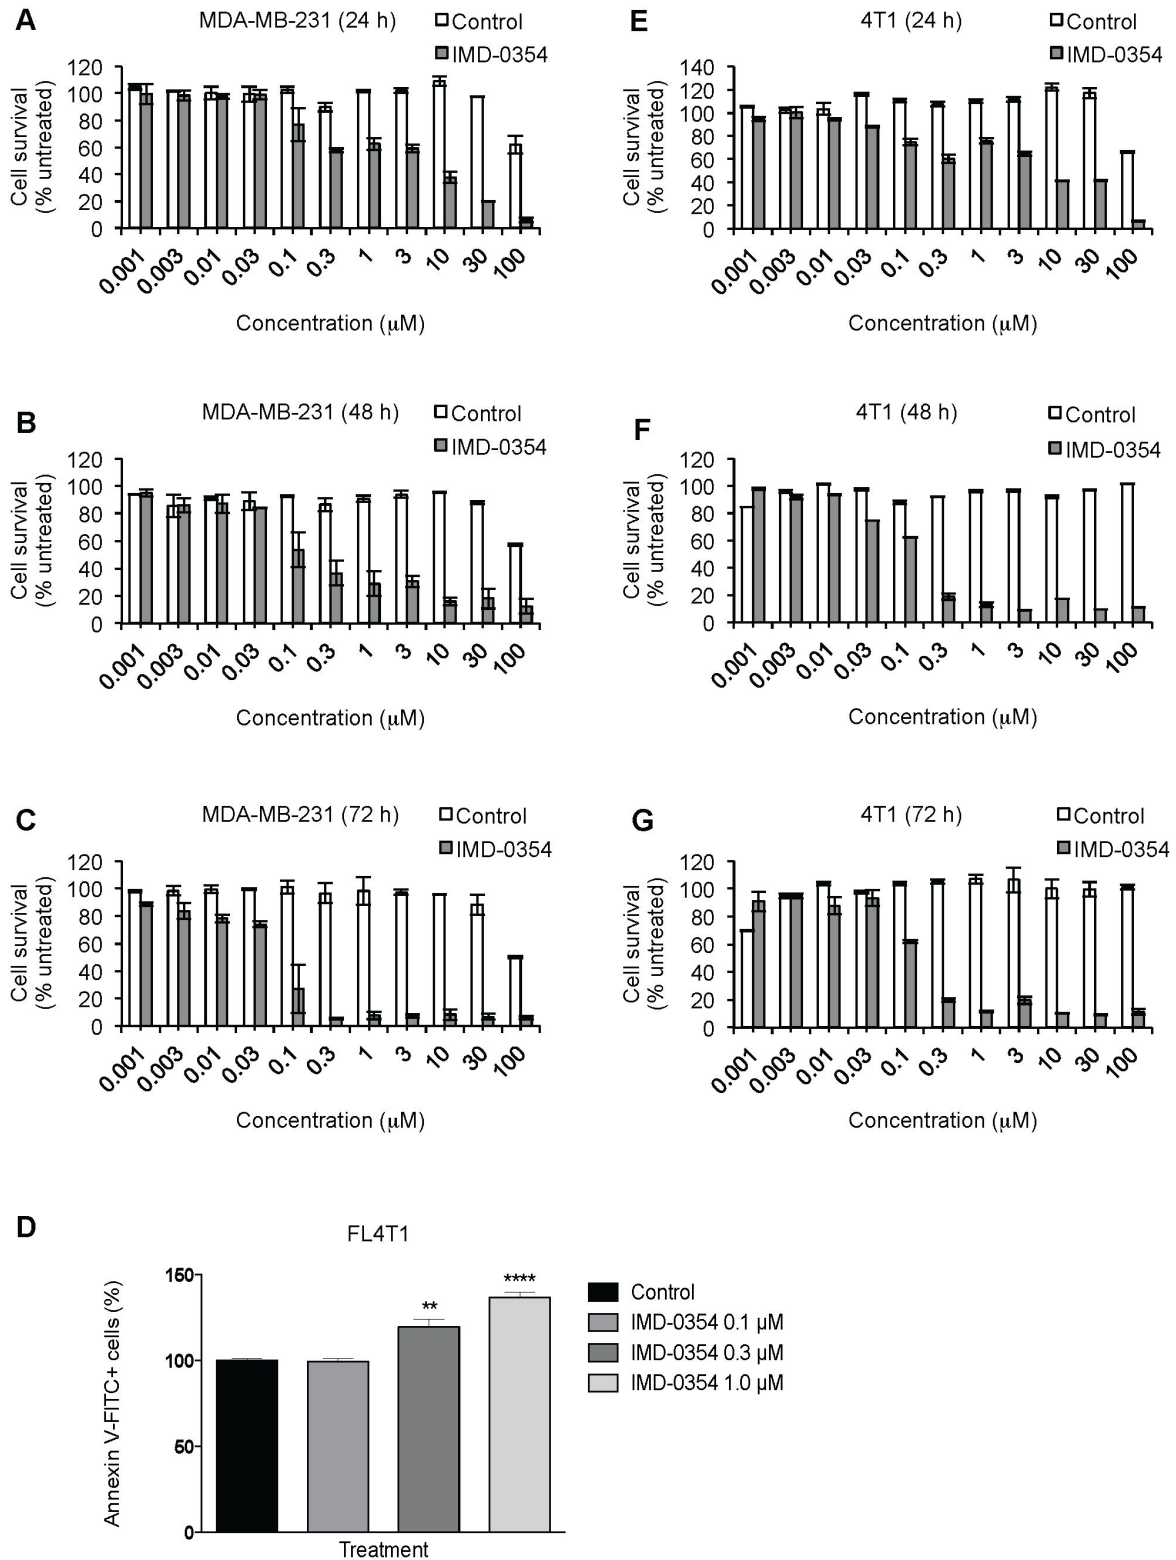 A
MDA-MB-231 (24 h)
Control
IMD-0354
Cell survival
(% untreated)
120
100
80
60
40
20
0
0.001 0.003 0.01 0.03 0.1 0.3 1 3 10 30 100
Concentration (µM)
B
MDA-MB-231 (48 h)
Control
IMD-0354
Cell survival
(% untreated)
120
100
80
60
40
20
0
0.001 0.003 0.01 0.03 0.1 0.3 1 3 10 30 100
Concentration (µM)
C
MDA-MB-231 (72 h)
Control
IMD-0354
Cell survival
(% untreated)
120
100
80
60
40
20
0
0.001 0.003 0.01 0.03 0.1 0.3 1 3 10 30 100
Concentration (µM)
E
4T1 (24 h)
Control
IMD-0354
Cell survival
(% untreated)
140
120
100
80
60
40
20
0
0.001 0.003 0.01 0.03 0.1 0.3 1 3 10 30 100
Concentration (µM)
F
4T1 (48 h)
Control
IMD-0354
Cell survival
(% untreated)
120
100
80
60
40
20
0
0.001 0.003 0.01 0.03 0.1 0.3 1 3 10 30 100
Concentration (µM)
G
4T1 (72 h)
Control
IMD-0354
Cell survival
(% untreated)
120
100
80
60
40
20
0
0.001 0.003 0.01 0.03 0.1 0.3 1 3 10 30 100
Concentration (µM)
D
FL4T1
Annexin V-FITC+ cells (%)
150
100
50
0
**
****
Treatment
Control
IMD-0354 0.1 µM
IMD-0354 0.3 µM
IMD-0354 1.0 µM